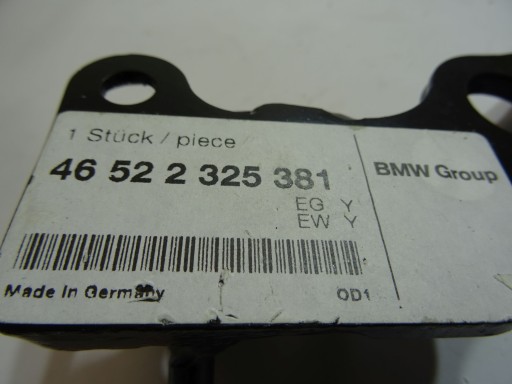 1 Stück / piece
46 52 2 325 381
BMW Group
EG Y
EW Y
Made in Germany
OD1